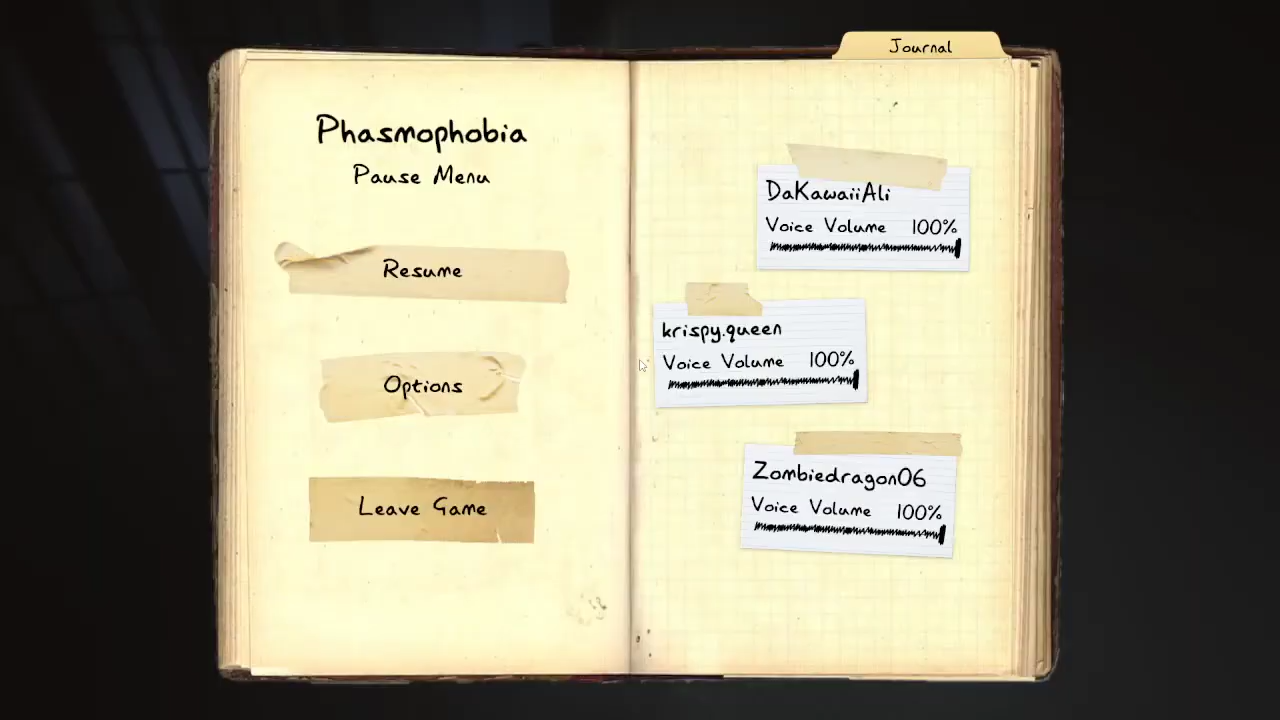 Journal
Phasmophobia
Pause Menu
Resume
Options
Leave Game
DaKawaiiAli
Voice Volume 100%
krispy.queen
Voice Volume 100%
Zombiedragon06
Voice Volume 100%